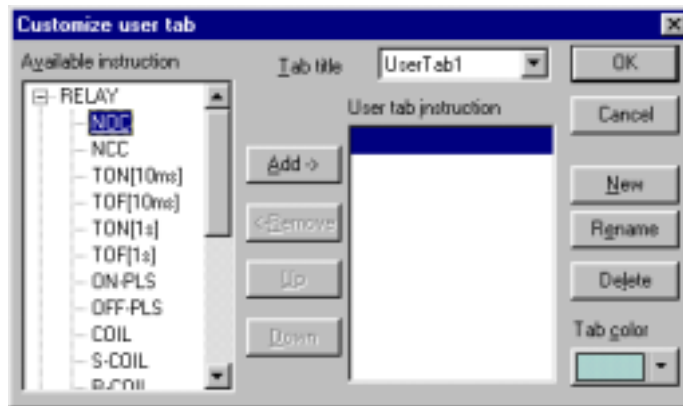 Customize user tab
Available instruction
Tab title
UserTab1
OK
RELAY
NOC
NCC
TON[10ms]
TOF[10ms]
TON[1s]
TOF[1s]
ON-PLS
OFF-PLS
COIL
S-COIL
R-COIL
User tab instruction
Add ->
<-Remove
Up
Down
Cancel
New
Rename
Delete
Tab color